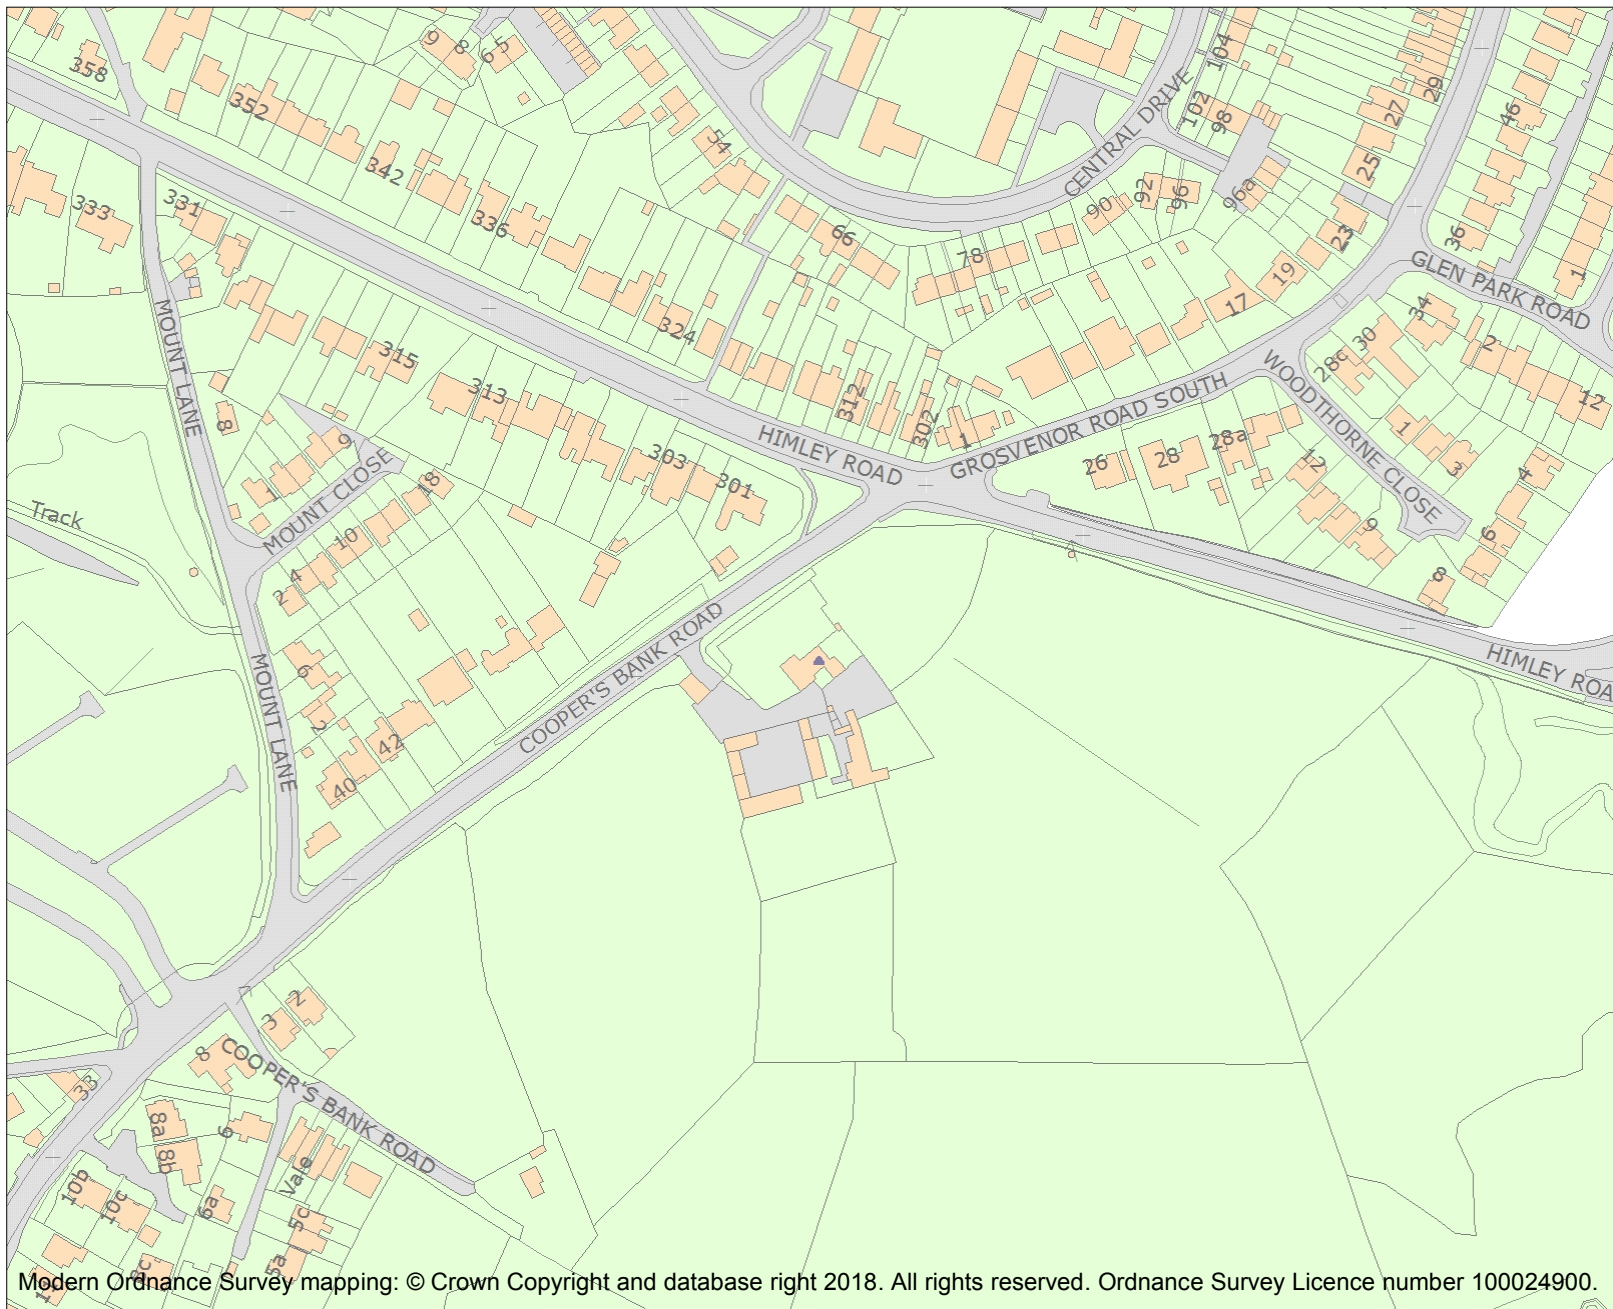 358
9
8
6
5
352
54
342
336
333
331
CENTRAL DRIVE
104
102
98
29
27
25
46
36
96a
92
96
90
66
78
23
19
17
GLEN PARK ROAD
1
34
2
12
28c
30
WOODTHORNE CLOSE
MOUNT LANE
315
313
324
312
302
1
HIMLEY ROAD
GROSVENOR ROAD SOUTH
26
28
28a
12
9
1
3
4
6
8
303
301
8
9
1
MOUNT CLOSE
18
10
4
2
Track
MOUNT LANE
6
2
42
40
COOPER'S BANK ROAD
HIMLEY ROA
2
3
8
COOPER'S BANK ROAD
33
8a
8b
6
Vale
10b
10c
6a
5c
5a
Modern Ordnance Survey mapping: © Crown Copyright and database right 2018. All rights reserved. Ordnance Survey Licence number 100024900.